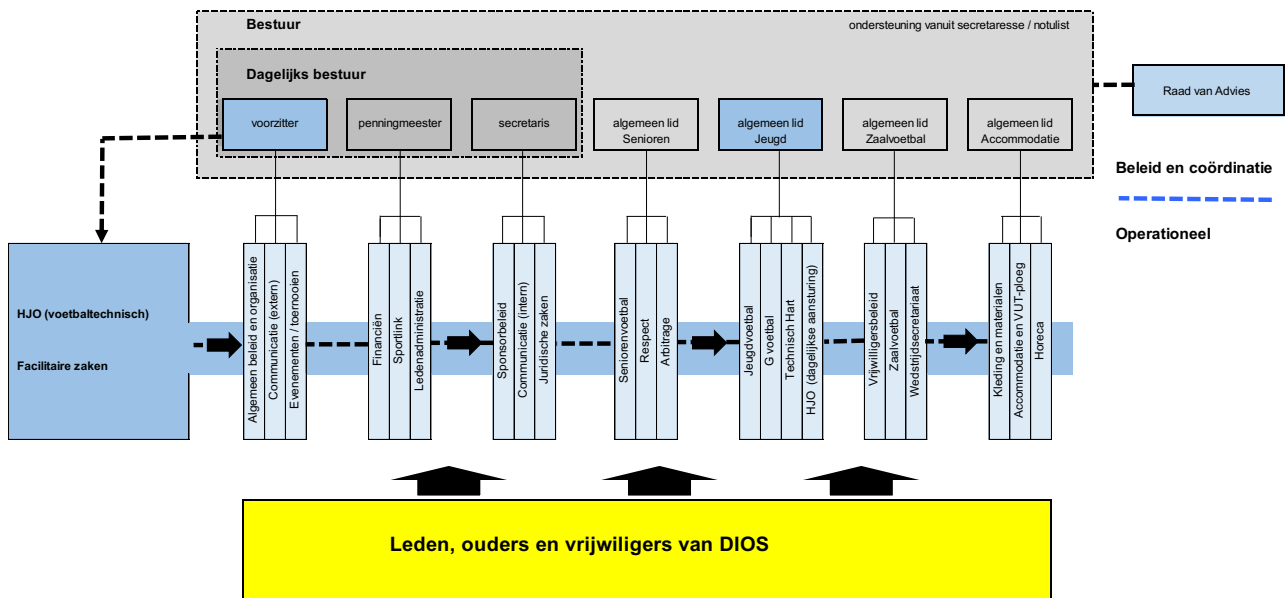 Bestuur
ondersteuning vanuit secretaresse / notulist
Dagelijks bestuur
voorzitter
penningmeester
secretaris
algemeen lid
Senioren
algemeen lid
Jeugd
algemeen lid
Zaalvoetbal
algemeen lid
Accommodatie
Raad van Advies
Beleid en coördinatie
Operationeel
HJO (voetbaltechnisch)
Facilitaire zaken
Algemeen beleid en organisatie
Communicatie (extern)
Evenementen / toernooien
Financiën
Sportlink
Ledenadministratie
Sponsorbeleid
Communicatie (intern)
Juridische zaken
Seniorenvoetbal
Respect
Arbitrage
Jeugdvoetbal
G voetbal
Technisch Hart
HJO (dagelijkse aansturing)
Vrijwilligersbeleid
Zaalvoetbal
Wedstrijdsecretariaat
Kleding en materialen
Accommodatie en VUT-ploeg
Horeca
Leden, ouders en vrijwiligers van DIOS